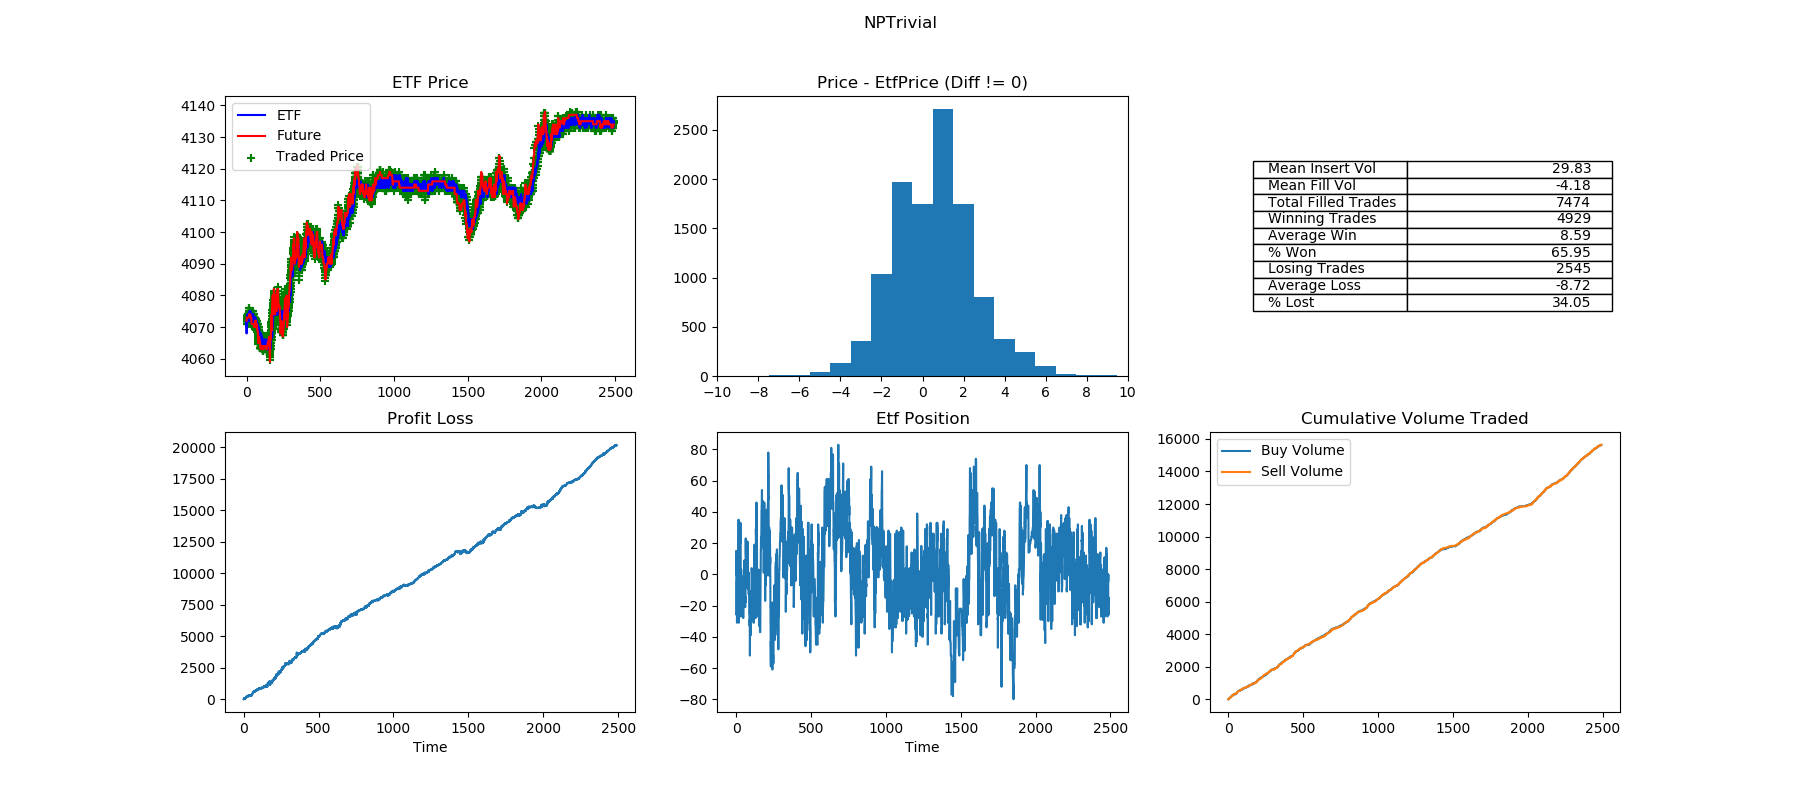 NPTrivial
ETF Price
ETF
Future
Traded Price
4140
4130
4120
4110
4100
4090
4080
4070
4060
0 500 1000 1500 2000 2500
Price - EtfPrice (Diff != 0)
2500
2000
1500
1000
500
0
−10 −8 −6 −4 −2 0 2 4 6 8 10
Mean Insert Vol 29.83
Mean Fill Vol -4.18
Total Filled Trades 7474
Winning Trades 4929
Average Win 8.59
% Won 65.95
Losing Trades 2545
Average Loss -8.72
% Lost 34.05
Profit Loss
20000
17500
15000
12500
10000
7500
5000
2500
0
0 500 1000 1500 2000 2500
Time
Etf Position
80
60
40
20
0
−20
−40
−60
−80
0 500 1000 1500 2000 2500
Time
Cumulative Volume Traded
Buy Volume
Sell Volume
16000
14000
12000
10000
8000
6000
4000
2000
0
0 500 1000 1500 2000 2500